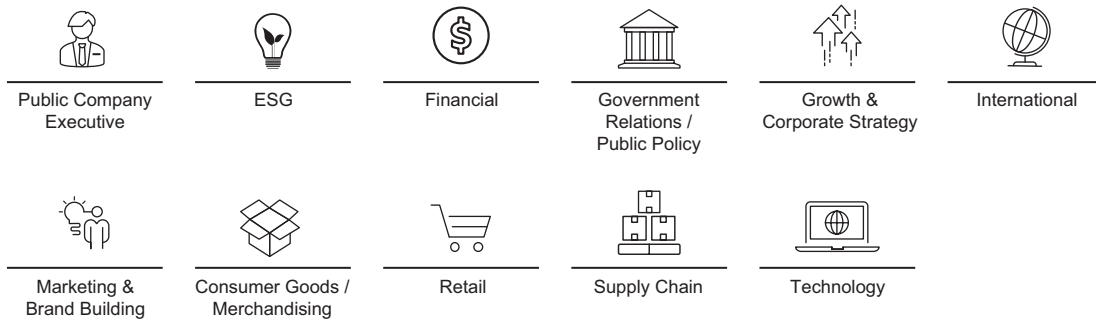 Public Company
Executive
ESG
Financial
Government
Relations /
Public Policy
Growth &
Corporate Strategy
International
Marketing &
Brand Building
Consumer Goods /
Merchandising
Retail
Supply Chain
Technology